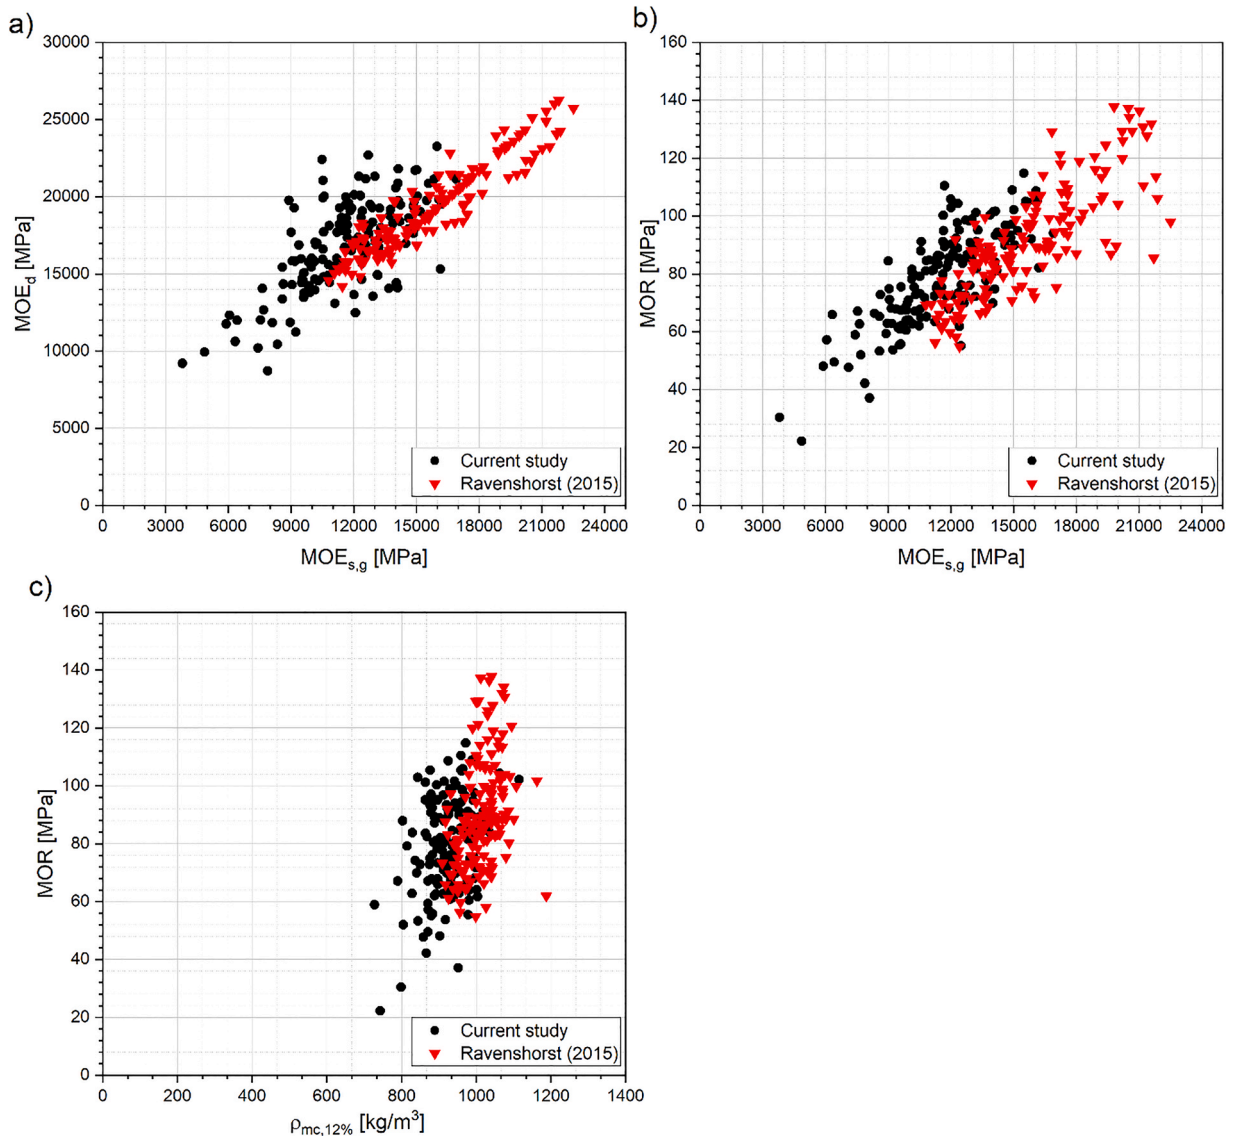 a)
30000
25000
20000
15000
10000
5000
0
MOEd [MPa]
0 3000 6000 9000 12000 15000 18000 21000 24000
MOEs,g [MPa]
Current study
Ravenshorst (2015)
b)
160
140
120
100
80
60
40
20
0
MOR [MPa]
0 3000 6000 9000 12000 15000 18000 21000 24000
MOEs,g [MPa]
Current study
Ravenshorst (2015)
c)
160
140
120
100
80
60
40
20
0
MOR [MPa]
0 200 400 600 800 1000 1200 1400
ρmc,12% [kg/m³]
Current study
Ravenshorst (2015)